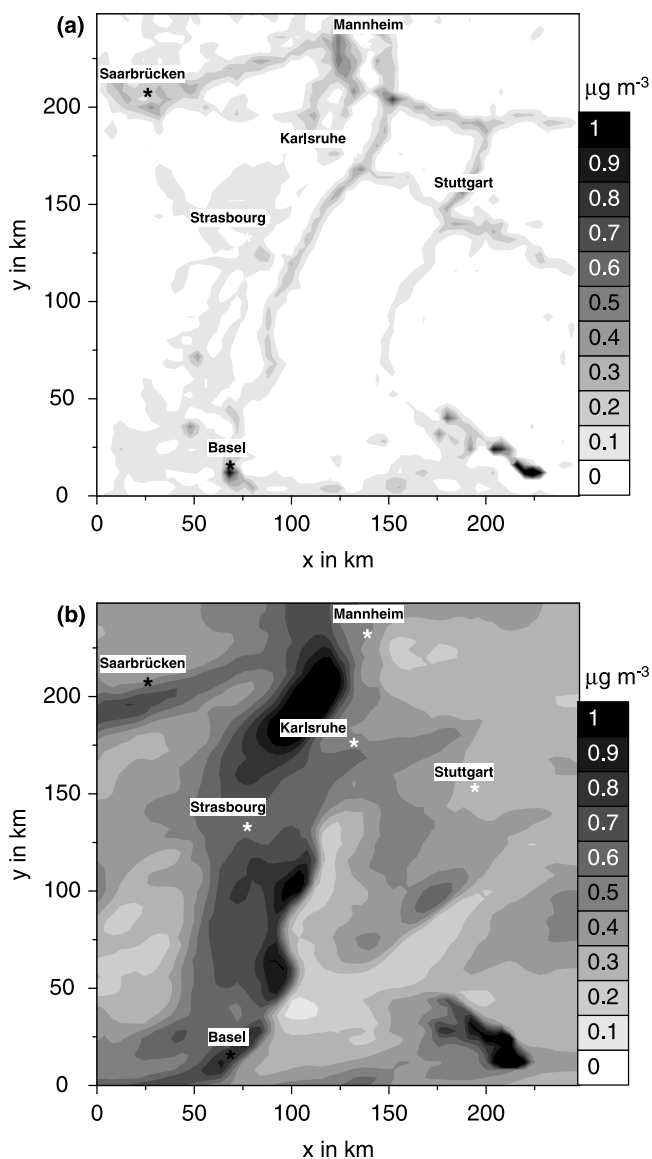 (a)
Mannheim
Saarbrücken
Karlsruhe
Stuttgart
Strasbourg
Basel
*
*
y in km
200
150
100
50
0
0 50 100 150 200
x in km
μg m-3
1
0.9
0.8
0.7
0.6
0.5
0.4
0.3
0.2
0.1
0
(b)
Mannheim
*
Saarbrücken
*
Karlsruhe
*
Stuttgart
*
Strasbourg
*
Basel
*
y in km
200
150
100
50
0
0 50 100 150 200
x in km
μg m-3
1
0.9
0.8
0.7
0.6
0.5
0.4
0.3
0.2
0.1
0